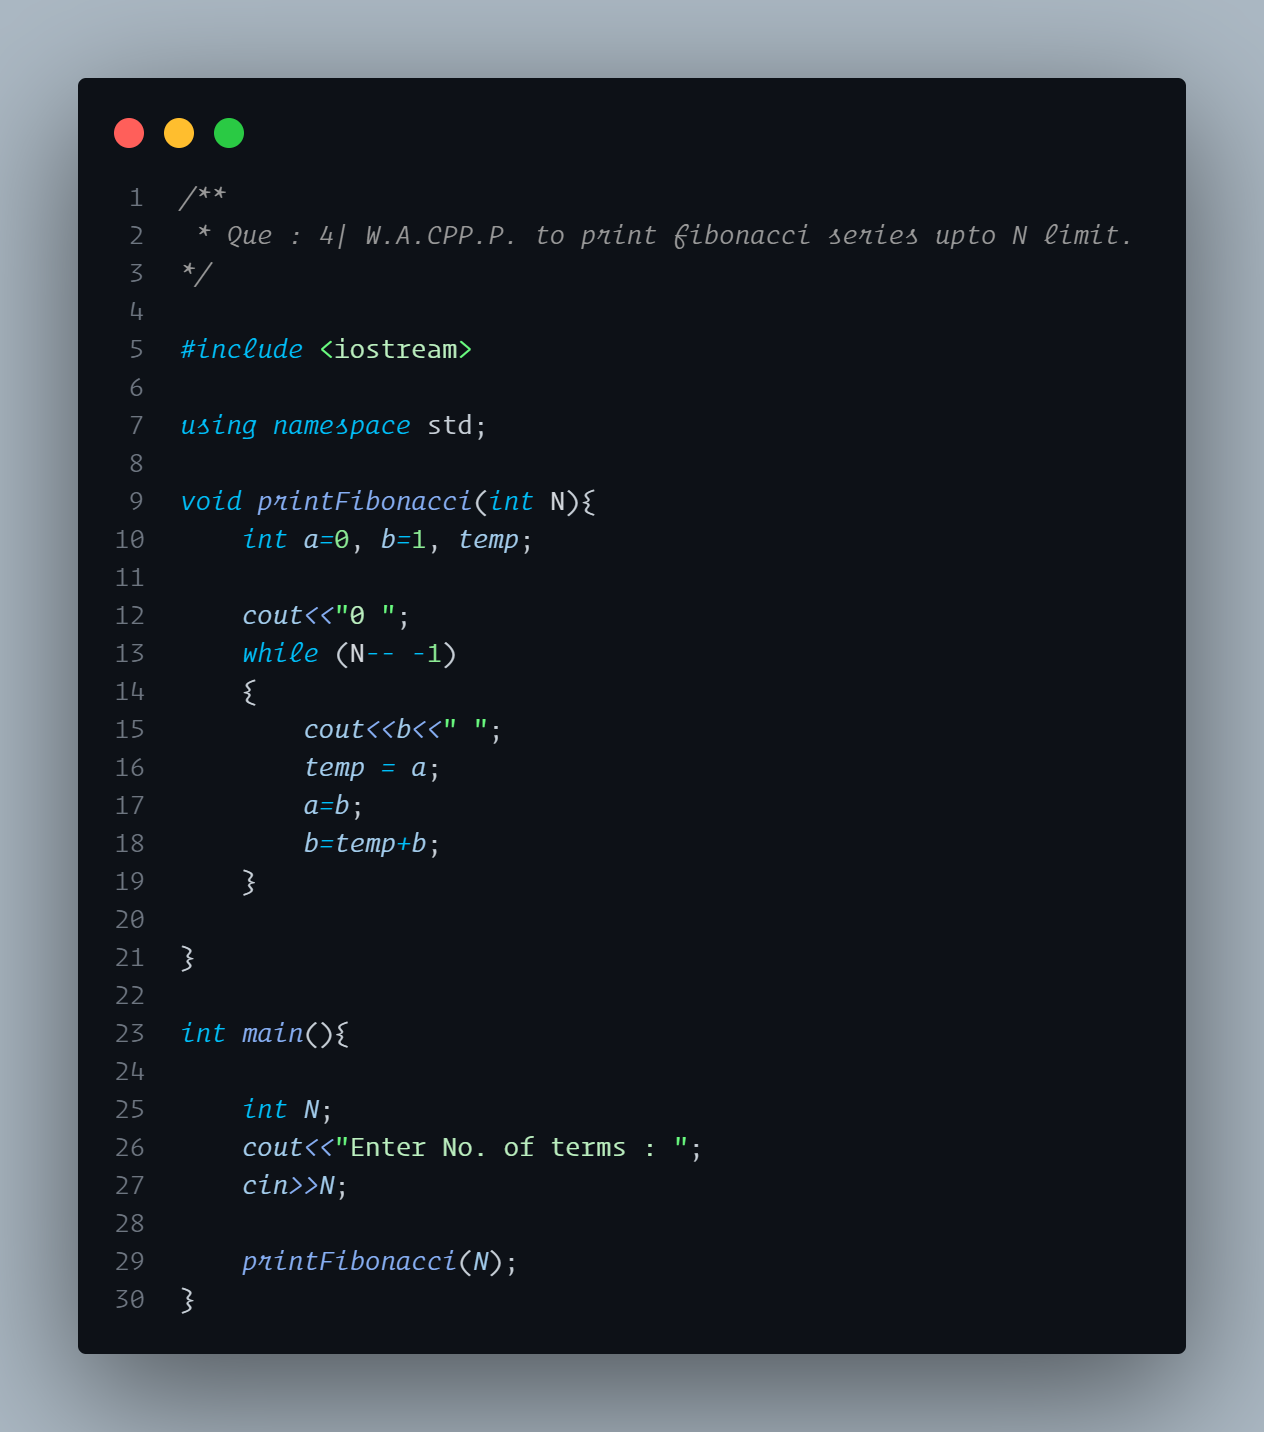 1 /**
2  * Que : 4| W.A.CPP.P. to print fibonacci series upto N limit.
3 */
4
5 #include <iostream>
6
7 using namespace std;
8
9 void printFibonacci(int N){
10     int a=0, b=1, temp;
11
12     cout<<"0 ";
13     while (N-- -1)
14     {
15         cout<<b<<" ";
16         temp = a;
17         a=b;
18         b=temp+b;
19     }
20
21 }
22
23 int main(){
24
25     int N;
26     cout<<"Enter No. of terms : ";
27     cin>>N;
28
29     printFibonacci(N);
30 }